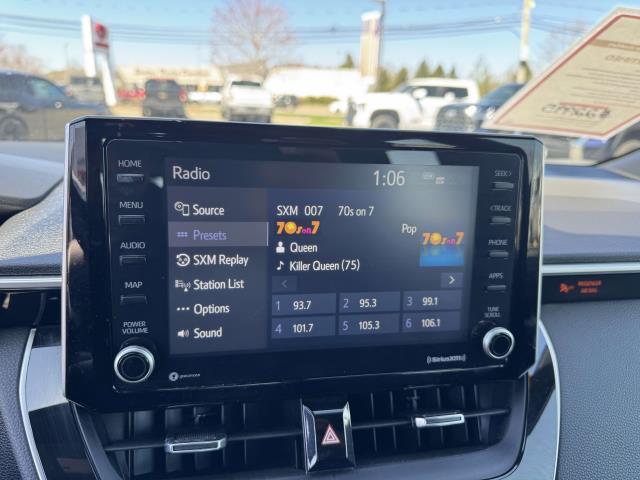 HOME
MENU
AUDIO
MAP
POWER
VOLUME
Radio
1:06
Source
Presets
SXM Replay
Station List
Options
Sound
SXM 007 70s on 7
70s on 7
Pop
70s on 7
Queen
Killer Queen (75)
1 93.7
2 95.3
3 99.1
4 101.7
5 105.3
6 106.1
SEEK>
<TRACK
PHONE
APPS
TUNE
SCROLL
((SiriusXM))
PASSENGER
AIR BAG